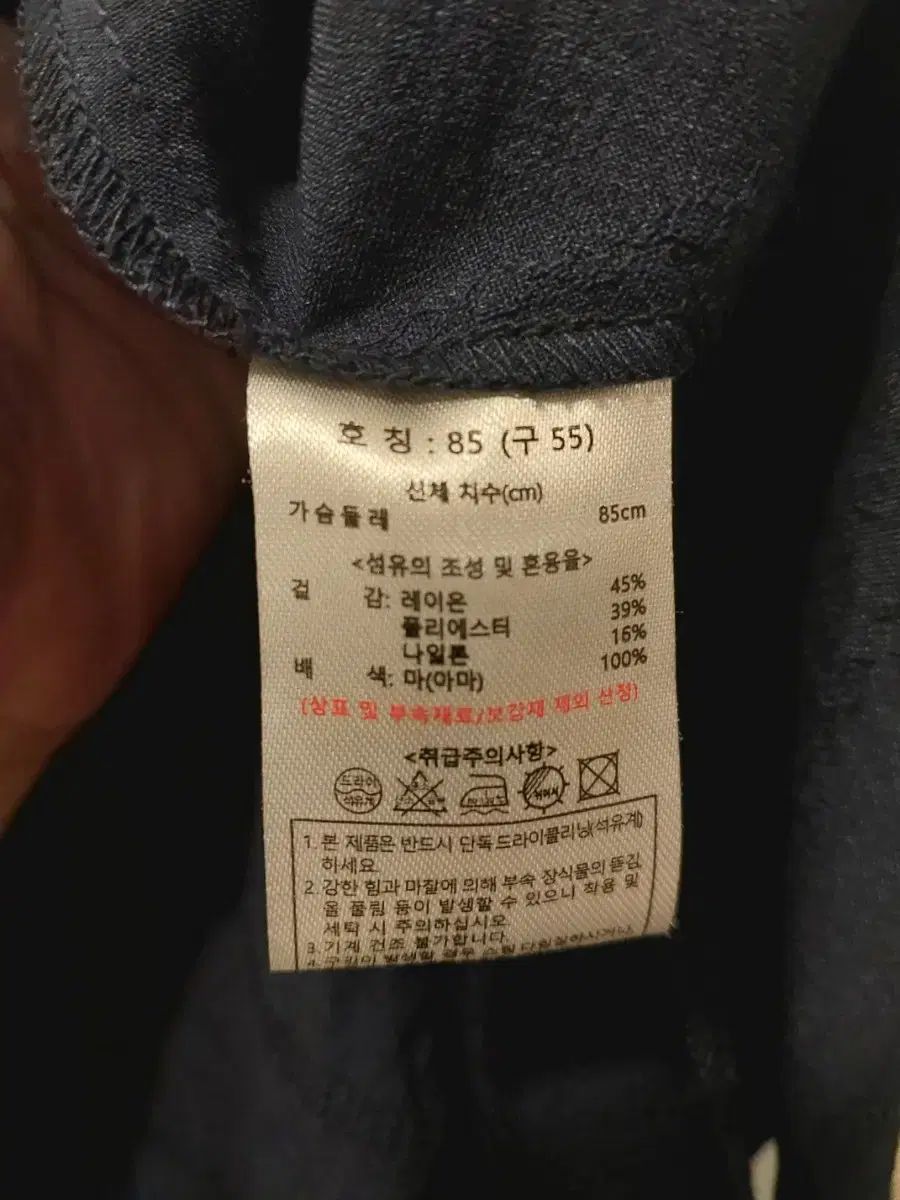 호 칭 : 85 (구 55)
신체 치수(cm)
가슴둘레 85cm
<섬유의 조성 및 혼용율>
겉 감: 레이온 45%
폴리에스터 39%
나일론 16%
배 색: 마(아마) 100%
(상표 및 부속재료/보강재 제외 산정)
<취급주의사항>
드라이
석유계
1. 본 제품은 반드시 단독드라이클리닝(석유계)
하세요.
2. 강한 힘과 마찰에 의해 부속 장식물의 뜯김,
올 풀림 등이 발생할 수 있으니 착용 및
세탁 시 주의하십시오.
3. 기계 건조 불가합니다.